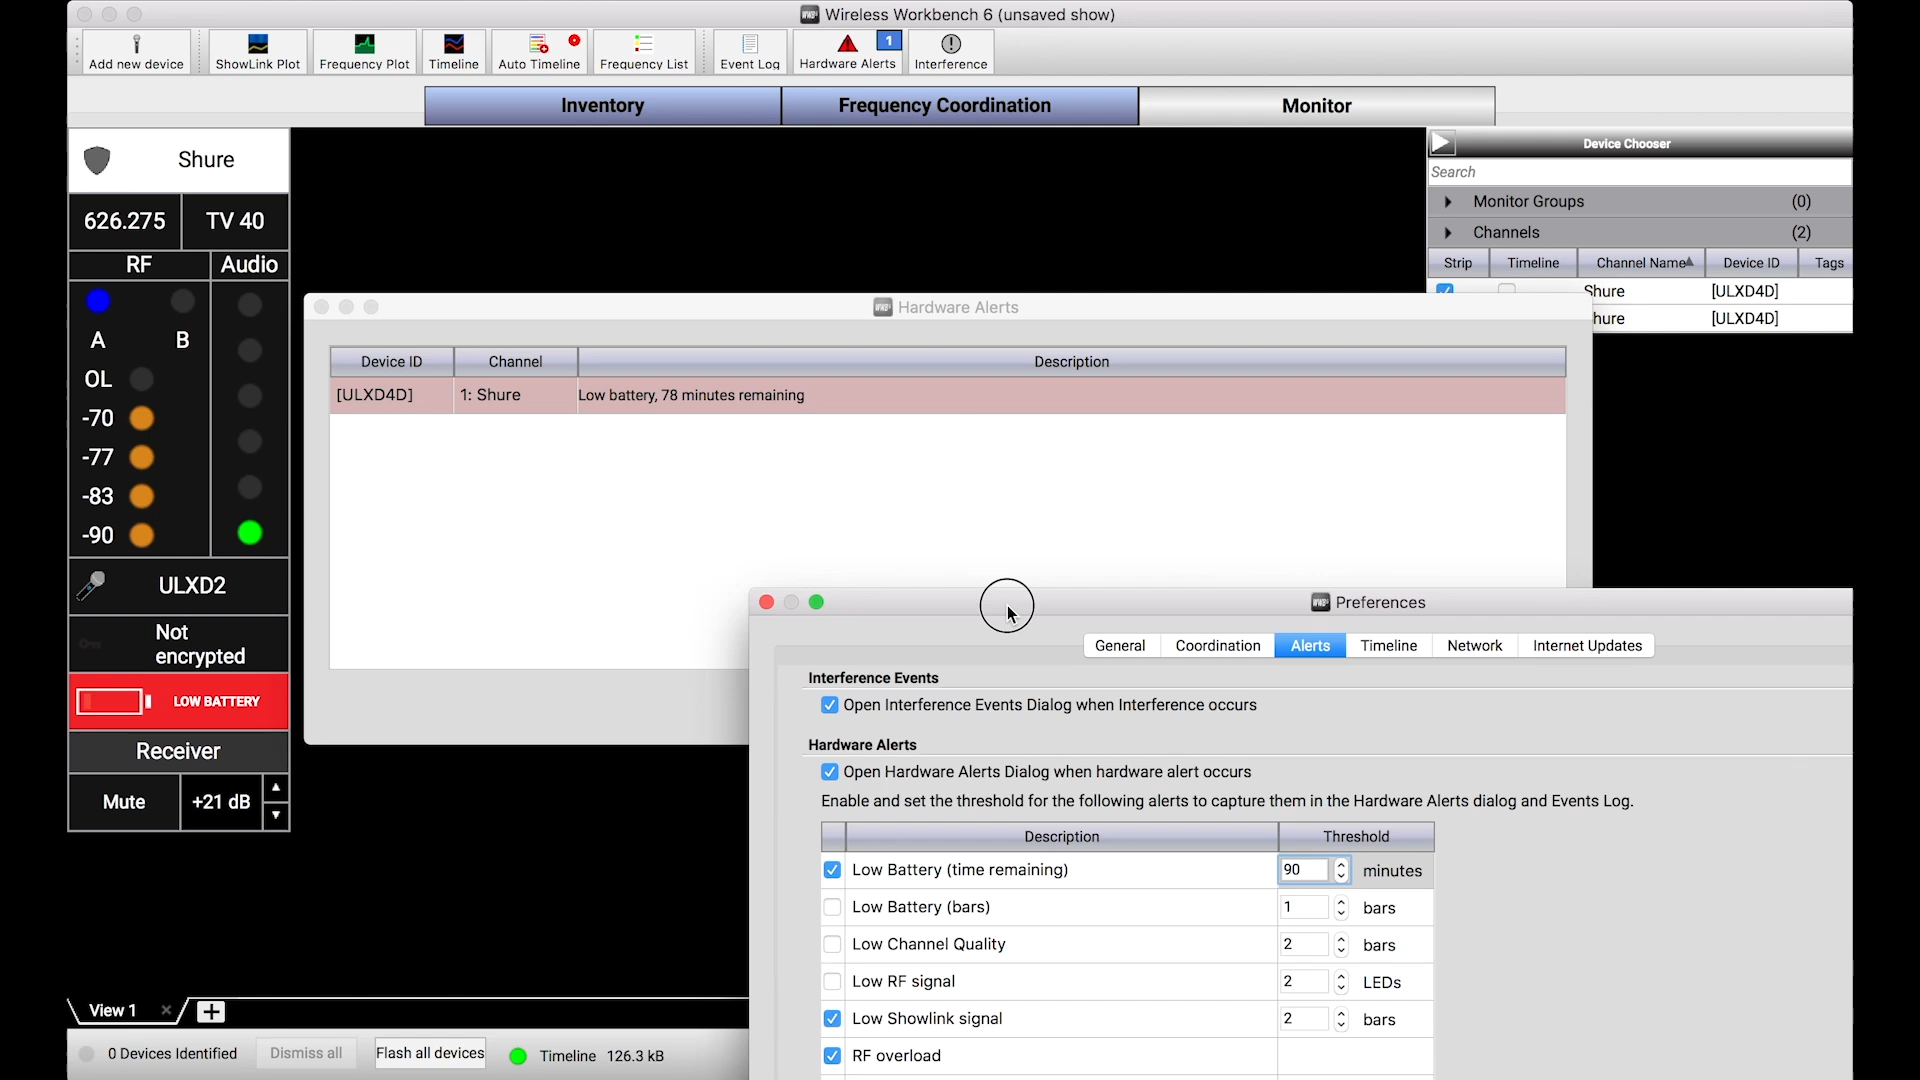 Wireless Workbench 6 (unsaved show)
Add new device
ShowLink Plot
Frequency Plot
Timeline
Auto Timeline
Frequency List
Event Log
Hardware Alerts
1
Interference
Inventory
Frequency Coordination
Monitor
Shure
626.275
TV 40
RF
Audio
A
B
OL
-70
-77
-83
-90
ULXD2
Not
encrypted
LOW BATTERY
Receiver
Mute
+21 dB
Device Chooser
Search
Monitor Groups (0)
Channels (2)
Strip Timeline Channel Name Device ID Tags
Shure [ULXD4D]
hure [ULXD4D]
Hardware Alerts
Device ID Channel Description
[ULXD4D] 1: Shure Low battery, 78 minutes remaining
Preferences
General Coordination Alerts Timeline Network Internet Updates
Interference Events
Open Interference Events Dialog when Interference occurs
Hardware Alerts
Open Hardware Alerts Dialog when hardware alert occurs
Enable and set the threshold for the following alerts to capture them in the Hardware Alerts dialog and Events Log.
Description Threshold
Low Battery (time remaining) 90 minutes
Low Battery (bars) 1 bars
Low Channel Quality 2 bars
Low RF signal 2 LEDs
Low Showlink signal 2 bars
RF overload
View 1
0 Devices Identified
Dismiss all
Flash all devices
Timeline 126.3 kB